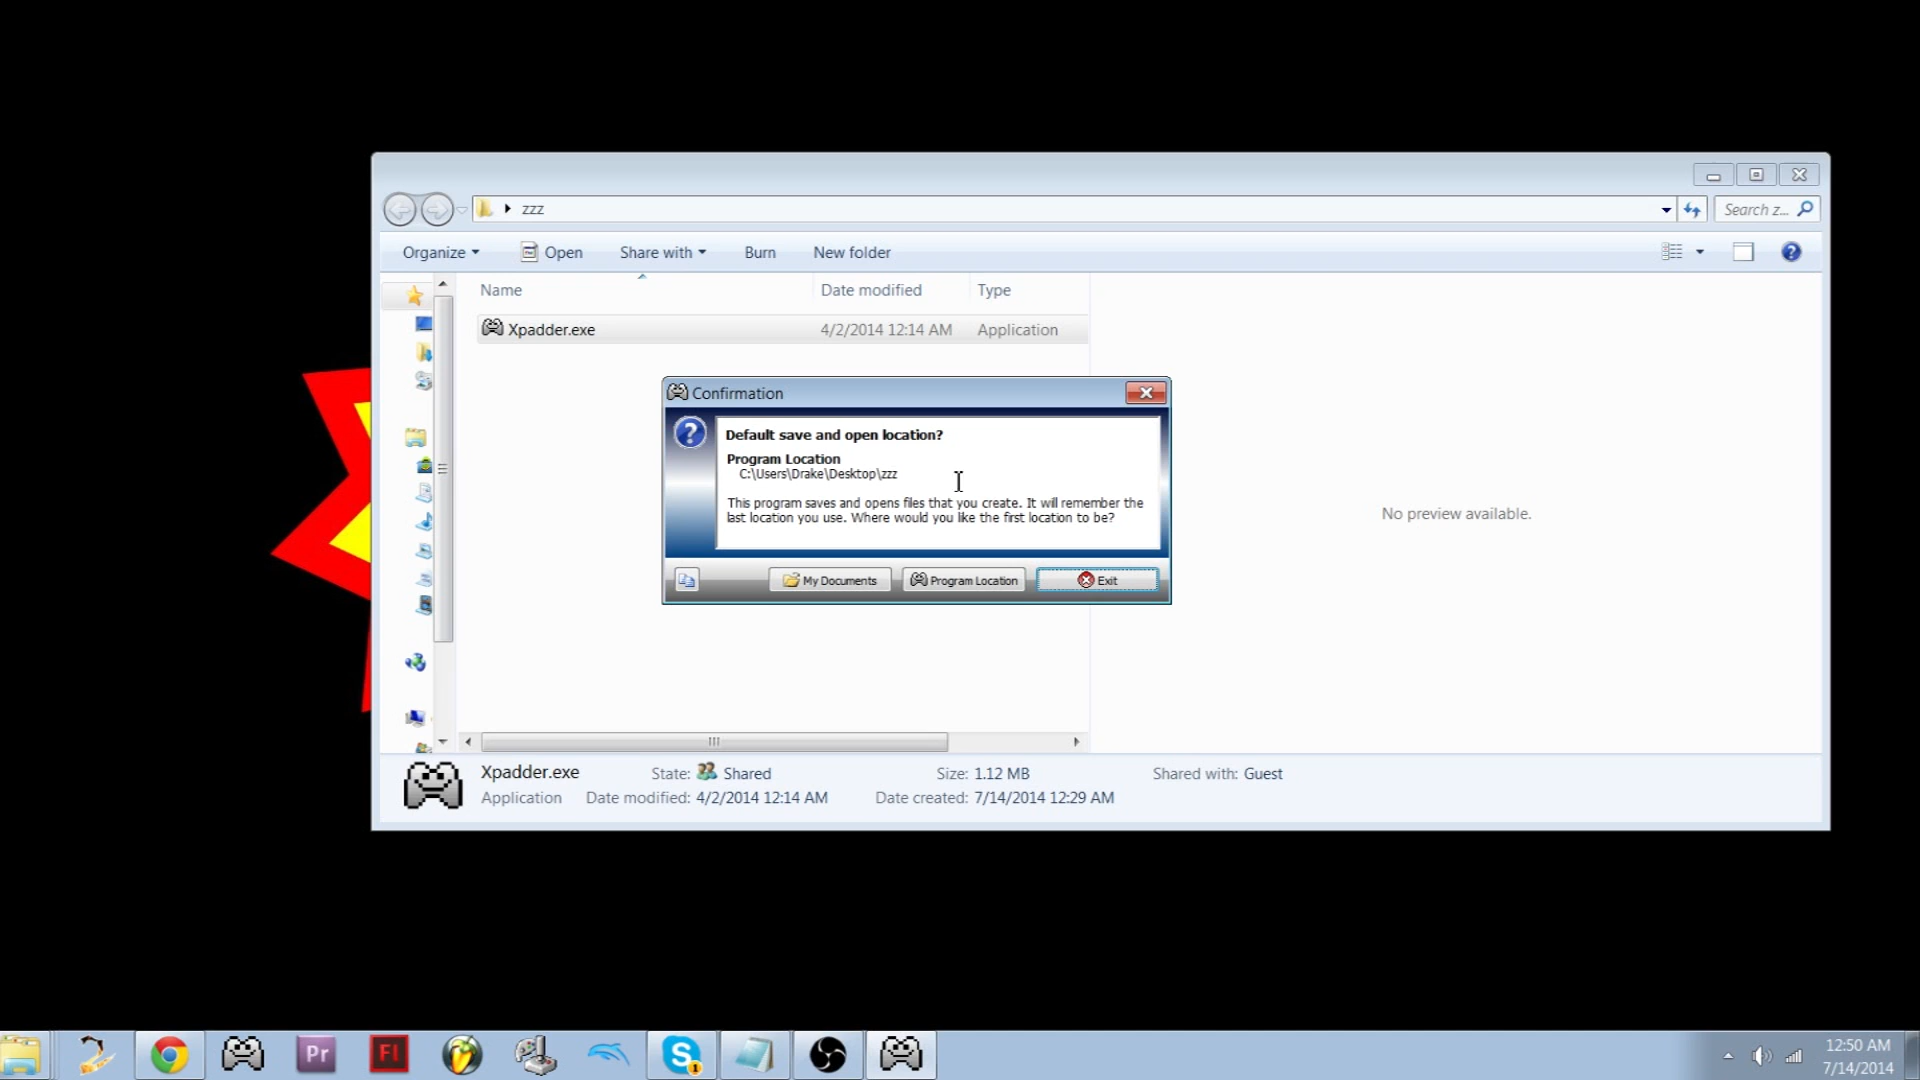 zzz
Search z...
Organize
Open
Share with
Burn
New folder
Name
Date modified
Type
Xpadder.exe
4/2/2014 12:14 AM
Application
Confirmation
Default save and open location?
Program Location
C:\Users\Drake\Desktop\zzz
This program saves and opens files that you create. It will remember the
last location you use. Where would you like the first location to be?
My Documents
Program Location
Exit
No preview available.
Xpadder.exe
State: Shared
Size: 1.12 MB
Shared with: Guest
Application
Date modified: 4/2/2014 12:14 AM
Date created: 7/14/2014 12:29 AM
Pr
Fl
S
1
12:50 AM
7/14/2014